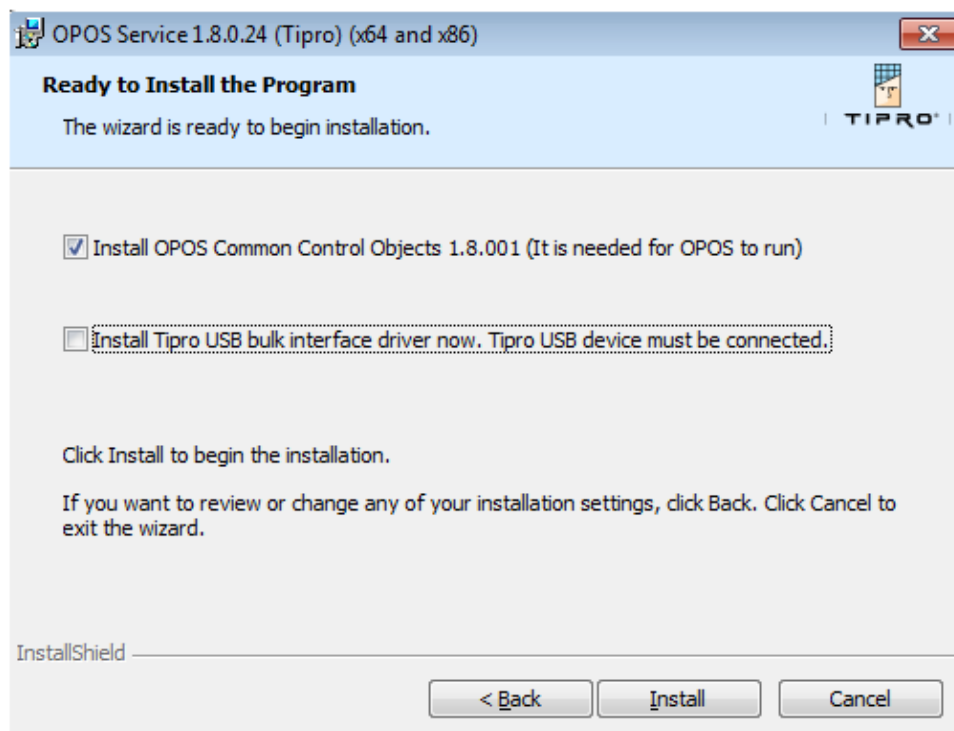 OPOS Service 1.8.0.24 (Tipro) (x64 and x86)
Ready to Install the Program
The wizard is ready to begin installation.
TIPRO
Install OPOS Common Control Objects 1.8.001 (It is needed for OPOS to run)
Install Tipro USB bulk interface driver now. Tipro USB device must be connected.
Click Install to begin the installation.
If you want to review or change any of your installation settings, click Back. Click Cancel to
exit the wizard.
InstallShield
< Back
Install
Cancel